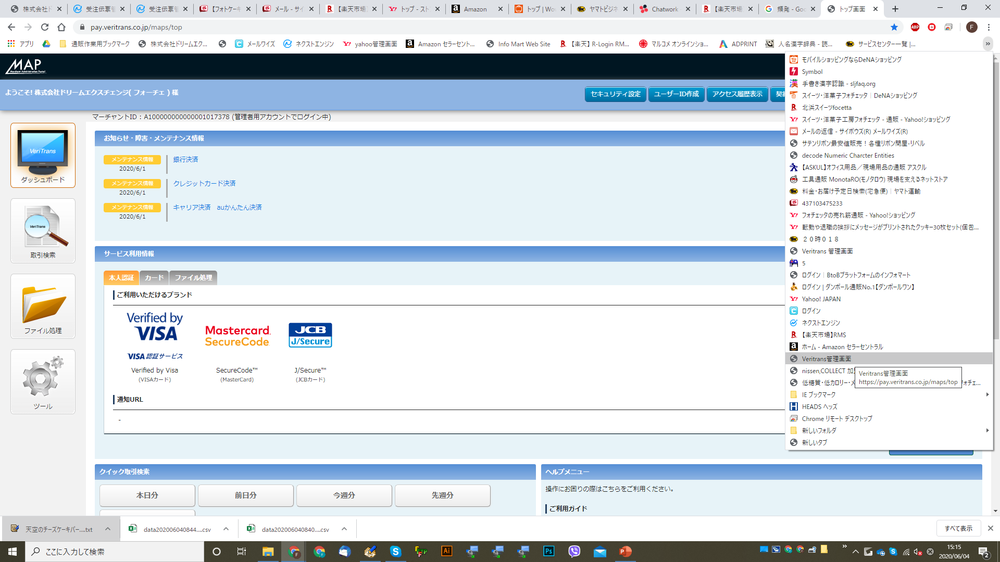 株式会社ド
受注伝票管
受注伝票管
【フォトケー
メール - サイ
【楽天市場
トップ - スト
Amazon
トップ | Wo
ヤマトビジネ
Chatwork
【楽天市場
頻発 - Goo
トップ画面
pay.veritrans.co.jp/maps/top
アプリ
通販作業用ブックマーク
株式会社ドリームエク...
メールワイズ
ネクストエンジン
yahoo管理画面
Amazon セラーセント...
Info Mart Web Site
【楽天】R-Login RM...
マルコメ オンラインショ...
ADPRINT
人名漢字辞典 - 読...
サービスセンター一覧 |...
MAP
Merchant Administration Portal
ようこそ! 株式会社ドリームエクスチェンジ( フォーチェ ) 様
セキュリティ設定
ユーザーID作成
アクセス履歴表示
契約
マーチャントID : A100000000000001017378 (管理者用アカウントでログイン中)
VeriTrans
ダッシュボード
VeriTrans
取引検索
ファイル処理
ツール
お知らせ・障害・メンテナンス情報
メンテナンス情報
2020/6/1
銀行決済
メンテナンス情報
2020/6/1
クレジットカード決済
メンテナンス情報
2020/6/1
キャリア決済　auかんたん決済
サービス利用情報
本人認証
カード
ファイル処理
ご利用いただけるブランド
Verified by
VISA
VISA 認証サービス
Mastercard.
SecureCode.
JCB
J/Secure
Verified by Visa
(VISAカード)
SecureCode™
(MasterCard)
J/Secure™
(JCBカード)
通知URL
-
クイック取引検索
本日分
前日分
今週分
先週分
ヘルプメニュー
操作にお困りの際はこちらをご利用ください。
ご利用ガイド
モバイルショッピングならDeNAショッピング
Symbol
手書き漢字認識 - sljfaq.org
スイーツ・洋菓子フォチェッタ｜DeNAショッピング
北浜スイーツfocetta
スイーツ・洋菓子工房フォチェッタ - 通販 - Yahoo!ショッピング
メールの返信 - サイボウズ(R) メールワイズ(R)
サテンリボン最安値販売！各種リボン問屋-リベル
decode Numeric Charcter Entities
【ASKUL】オフィス用品／現場用品の通販 アスクル
工具通販 MonotaRO(モノタロウ) 現場を支えるネットストア
料金・お届け予定日検索(宅急便)｜ヤマト運輸
437103475233
フォチェッタの売れ筋通販 - Yahoo!ショッピング
転勤や退職の挨拶にメッセージがプリントされたクッキー30枚セット(個包...
２０時０１８
Veritrans 管理画面
5
ログイン｜BtoBプラットフォームのインフォマート
ログイン | ダンボール通販No.1【ダンボールワン】
Yahoo! JAPAN
ログイン
ネクストエンジン
【楽天市場】RMS
ホーム - Amazon セラーセントラル
Veritrans管理画面
nissen,COLLECT 加
低糖質・低カロリー・メ
フォチェ...
Veritrans管理画面
https://pay.veritrans.co.jp/maps/top
IE ブックマーク
HEADS ヘッズ
Chrome リモート デスクトップ
新しいフォルダ
新しいタブ
天空のチーズケーキバー....txt
data202006040844....csv
data202006040840....csv
すべて表示
ここに入力して検索
15:15
2020/06/04
2